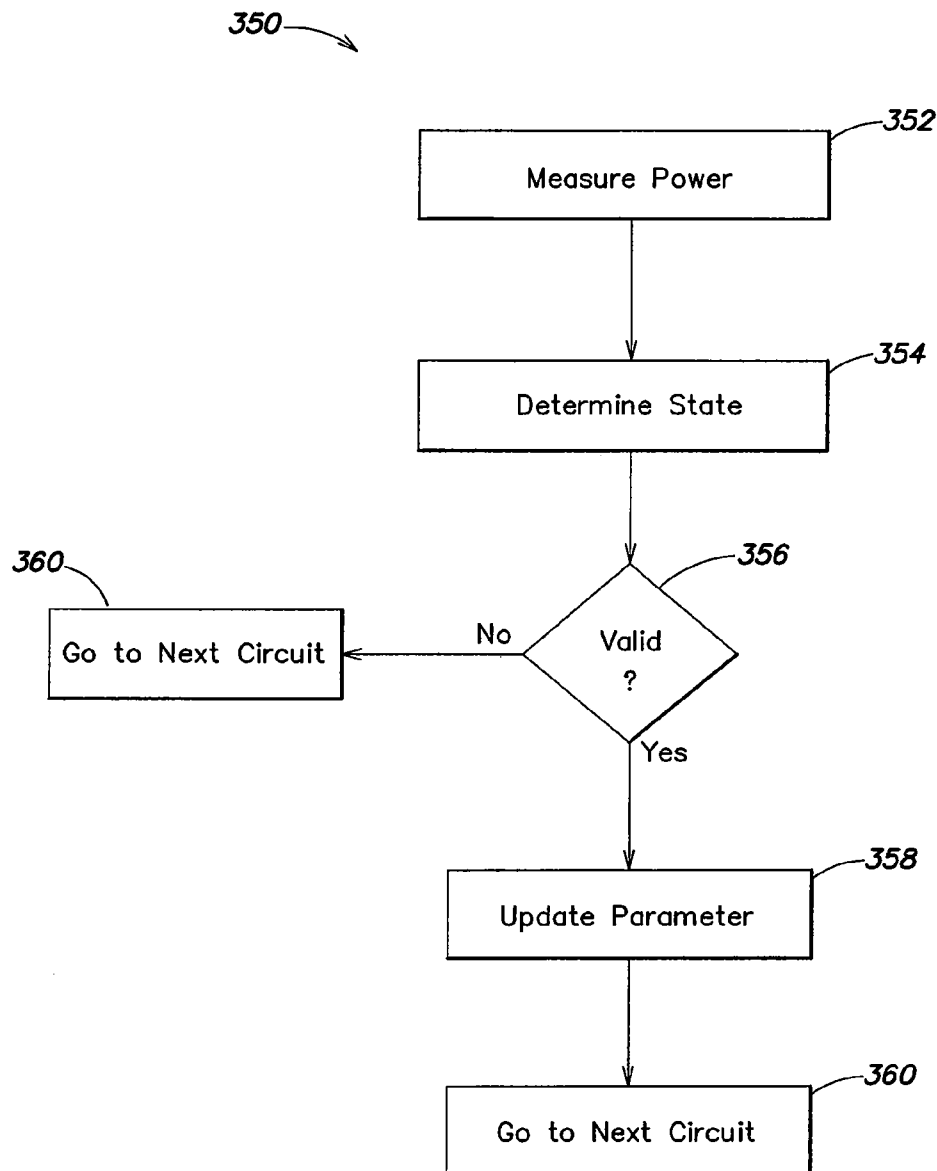 350
352
Measure Power
354
Determine State
356
360
Valid
?
No
Go to Next Circuit
Yes
358
Update Parameter
360
Go to Next Circuit